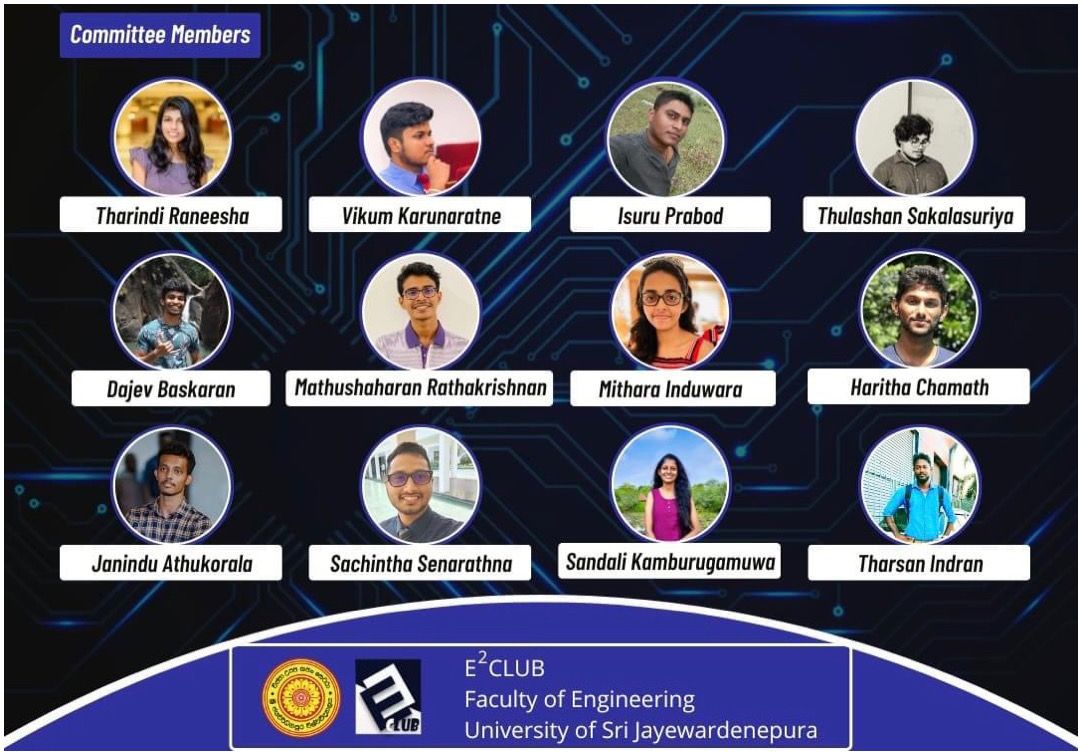 Committee Members
Tharindi Raneesha
Vikum Karunaratne
Isuru Prabod
Thulashan Sakalasuriya
Dajev Baskaran
Mathushaharan Rathakrishnan
Mithara Induwara
Haritha Chamath
Janindu Athukorala
Sachintha Senarathna
Sandali Kamburugamuwa
Tharsan Indran
E²CLUB
Faculty of Engineering
University of Sri Jayewardenepura
CLUB